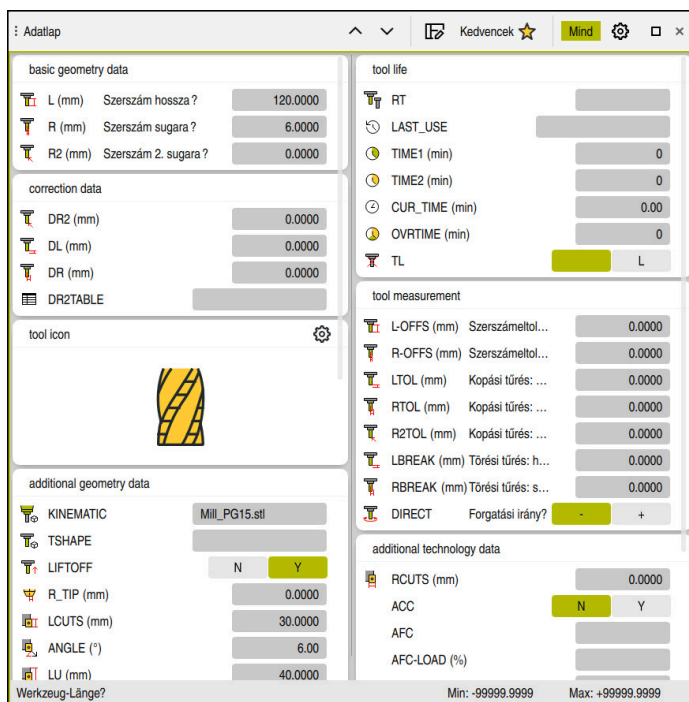 Adatlap
Kedvencek
Mind
basic geometry data
L (mm) Szerszám hossza? 120.0000
R (mm) Szerszám sugara? 6.0000
R2 (mm) Szerszám 2. sugara? 0.0000
correction data
DR2 (mm) 0.0000
DL (mm) 0.0000
DR (mm) 0.0000
DR2TABLE
tool icon
additional geometry data
KINEMATIC Mill_PG15.stl
TSHAPE
LIFTOFF N Y
R_TIP (mm) 0.0000
LCUTS (mm) 30.0000
ANGLE (°) 6.00
LU (mm) 40.0000
tool life
RT
LAST_USE
TIME1 (min) 0
TIME2 (min) 0
CUR_TIME (min) 0.00
OVRTIME (min) 0
TL L
tool measurement
L-OFFS (mm) Szerszámeltol... 0.0000
R-OFFS (mm) Szerszámeltol... 0.0000
LTOL (mm) Kopási tűrés: ... 0.0000
RTOL (mm) Kopási tűrés: ... 0.0000
R2TOL (mm) Kopási tűrés: ... 0.0000
LBREAK (mm) Törési tűrés: h... 0.0000
RBREAK (mm) Törési tűrés: s... 0.0000
DIRECT Forgatási irány? - +
additional technology data
RCUTS (mm) 0.0000
ACC N Y
AFC
AFC-LOAD (%)
Werkzeug-Länge? Min: -99999.9999 Max: +99999.9999